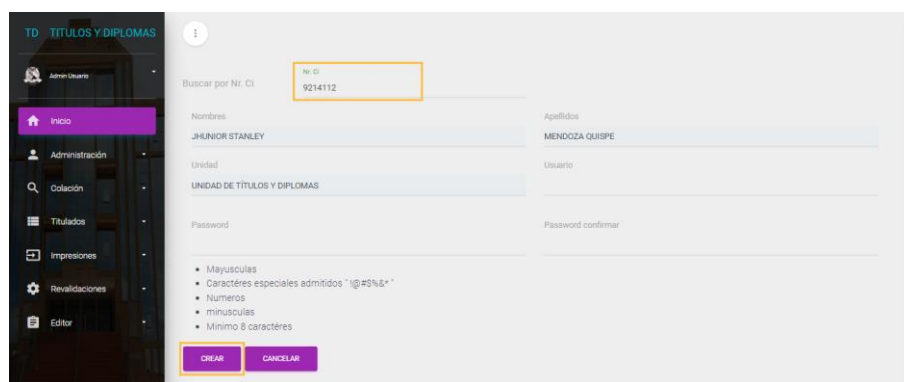 TD TITULOS Y DIPLOMAS
Admin Usuario
Inicio
Administración
Colación
Titulados
Impresiones
Revalidaciones
Editor
Buscar por Nr. CI
Nr. CI
9214112
Nombres
Apellidos
JHUNIOR STANLEY
MENDOZA QUISPE
Unidad
Usuario
UNIDAD DE TÍTULOS Y DIPLOMAS
Password
Password confirmar
• Mayusculas
• Caractéres especiales admitidos " !@#$%&* "
• Numeros
• minusculas
• Minimo 8 caractéres
CREAR
CANCELAR